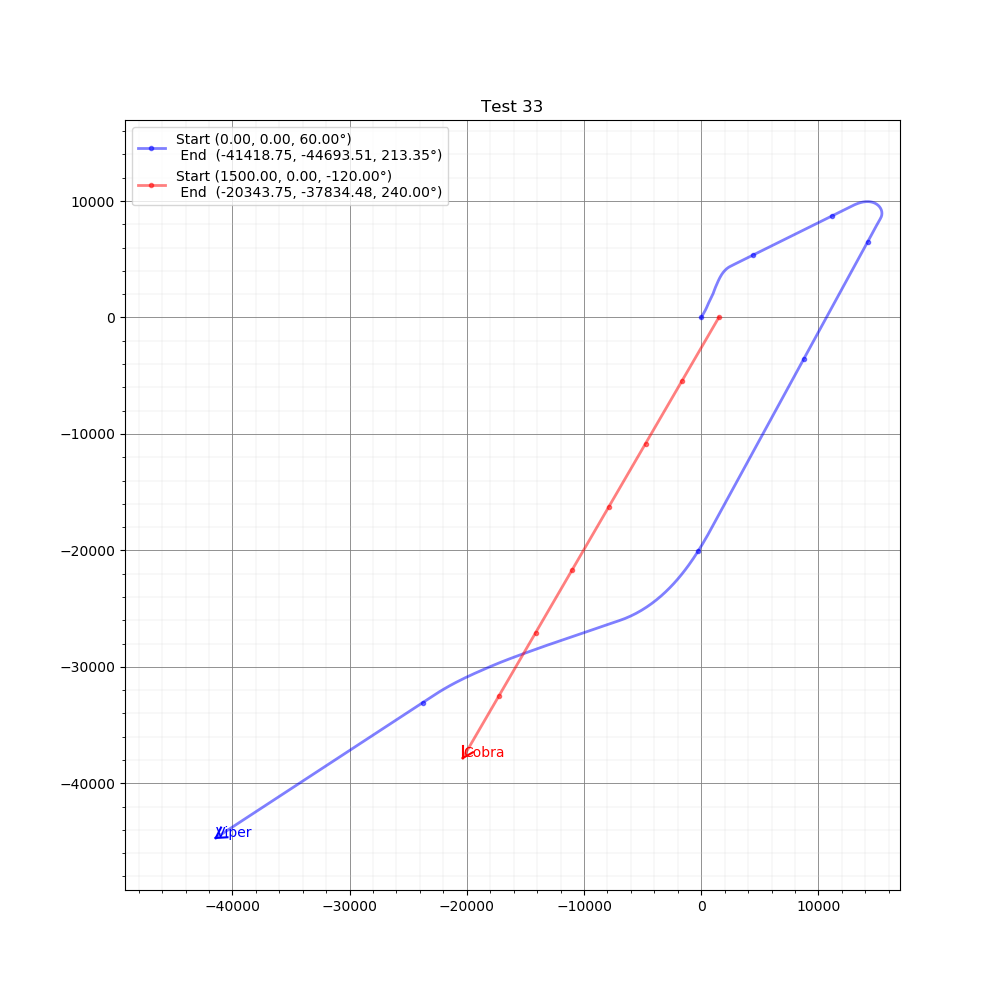 Test 33
Start (0.00, 0.00, 60.00°)
End  (-41418.75, -44693.51, 213.35°)
Start (1500.00, 0.00, -120.00°)
End  (-20343.75, -37834.48, 240.00°)
10000
0
−10000
−20000
−30000
−40000
Cobra
Viper
−40000
−30000
−20000
−10000
0
10000